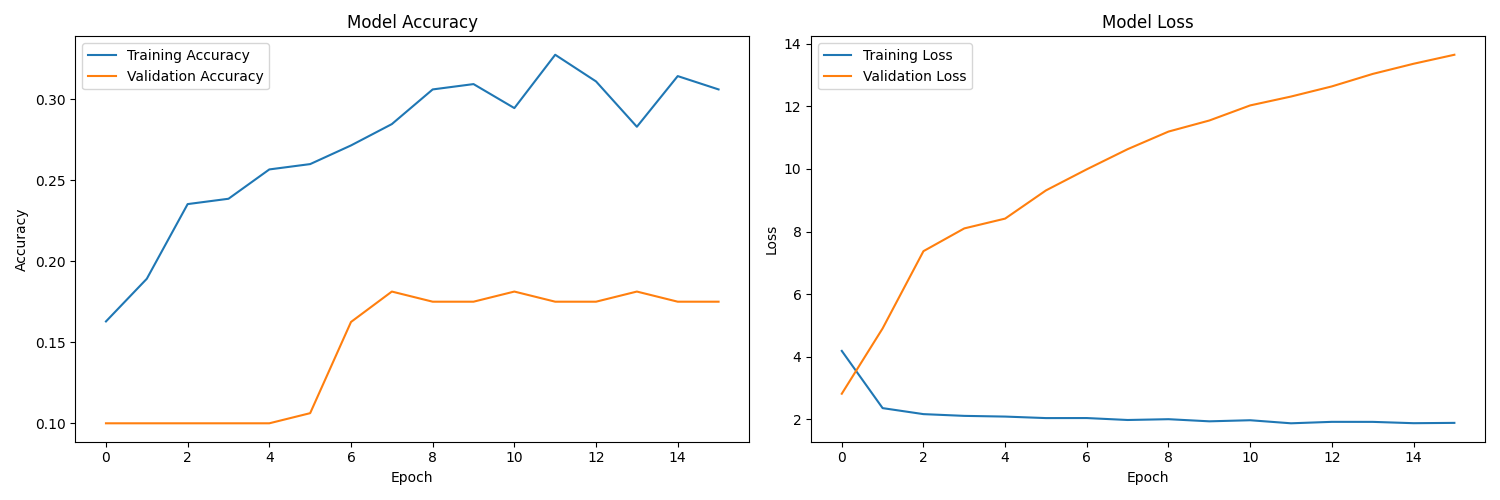 Model Accuracy
Training Accuracy
Validation Accuracy
0.30
0.25
0.20
0.15
0.10
Accuracy
0 2 4 6 8 10 12 14
Epoch
Model Loss
Training Loss
Validation Loss
14
12
10
8
6
4
2
Loss
0 2 4 6 8 10 12 14
Epoch